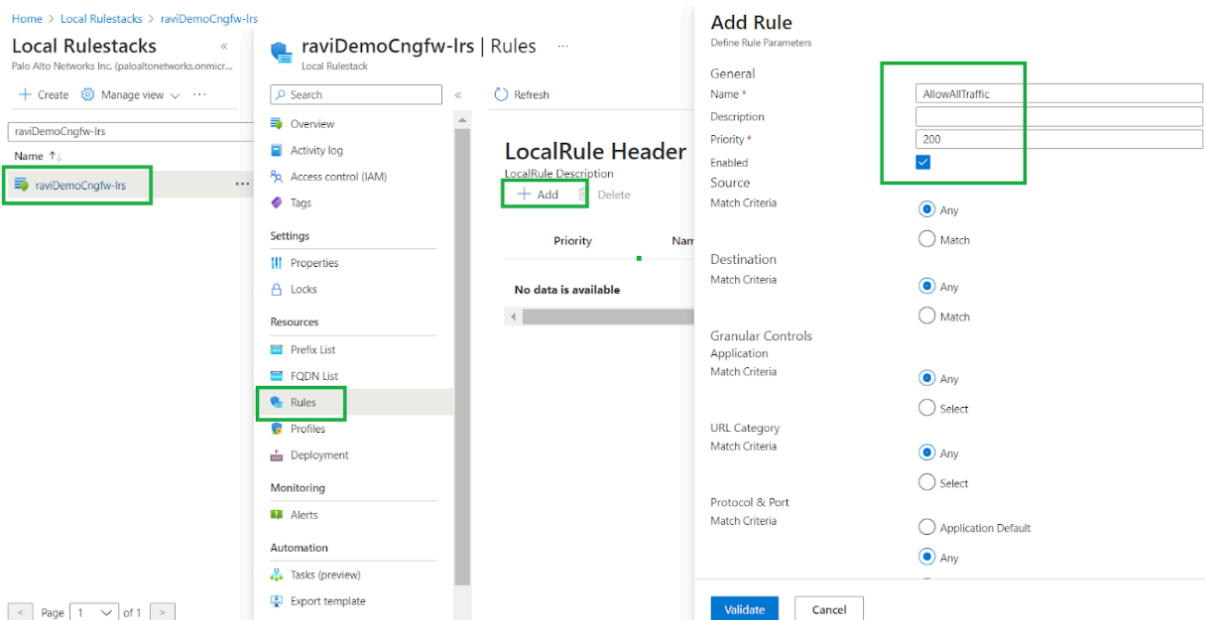 Home > Local Rulestacks > raviDemoCngfw-lrs
Local Rulestacks «
Palo Alto Networks Inc. (paloaltonetworks.onmicr...
+ Create Manage view ...
raviDemoCngfw-lrs
Name ↑↓
raviDemoCngfw-lrs ...
< Page 1 of 1 >
raviDemoCngfw-lrs | Rules ...
Local Rulestack
Search «
Overview
Activity log
Access control (IAM)
Tags
Settings
Properties
Locks
Resources
Prefix List
FQDN List
Rules
Profiles
Deployment
Monitoring
Alerts
Automation
Tasks (preview)
Export template
Refresh
LocalRule Header
LocalRule Description
+ Add Delete
Priority Nam
No data is available
Add Rule
Define Rule Parameters
General
Name * AllowAllTraffic
Description
Priority * 200
Enabled
Source
Match Criteria
Any
Match
Destination
Match Criteria
Any
Match
Granular Controls
Application
Match Criteria
Any
Select
URL Category
Match Criteria
Any
Select
Protocol & Port
Match Criteria
Application Default
Any
Validate Cancel